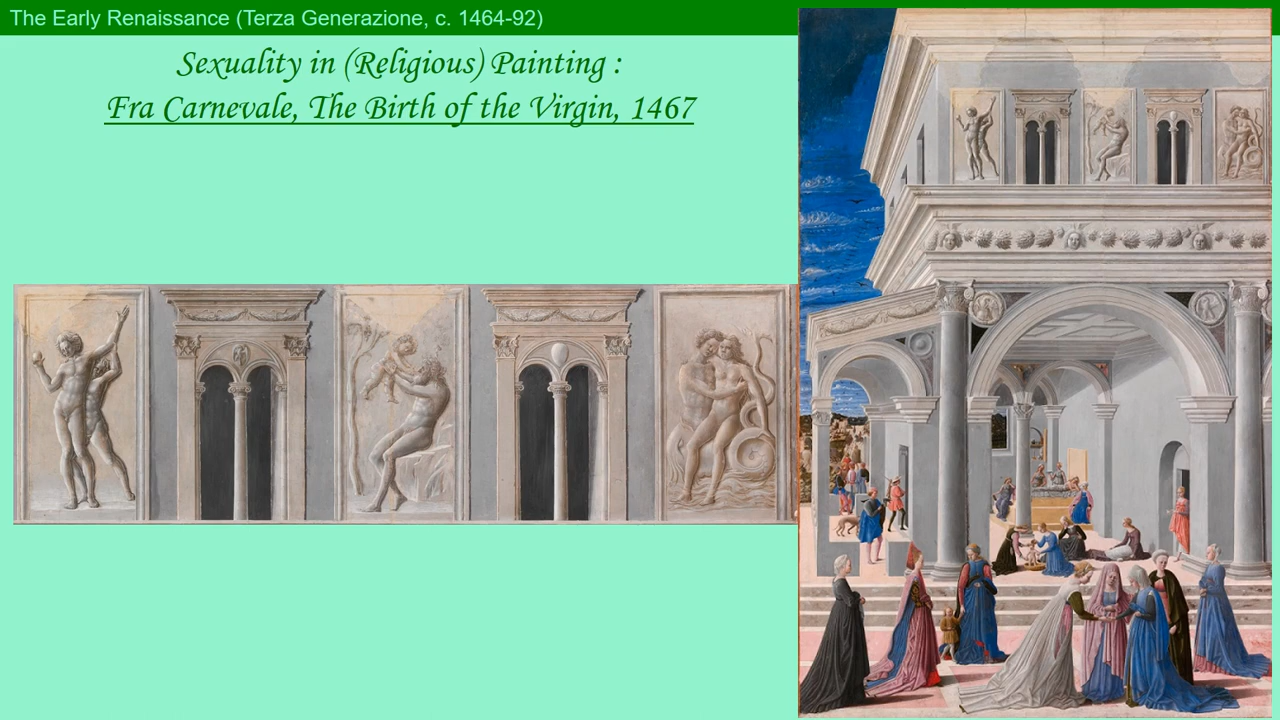 The Early Renaissance (Terza Generazione, c. 1464-92)
Sexuality in (Religious) Painting :
Fra Carnevale, The Birth of the Virgin, 1467